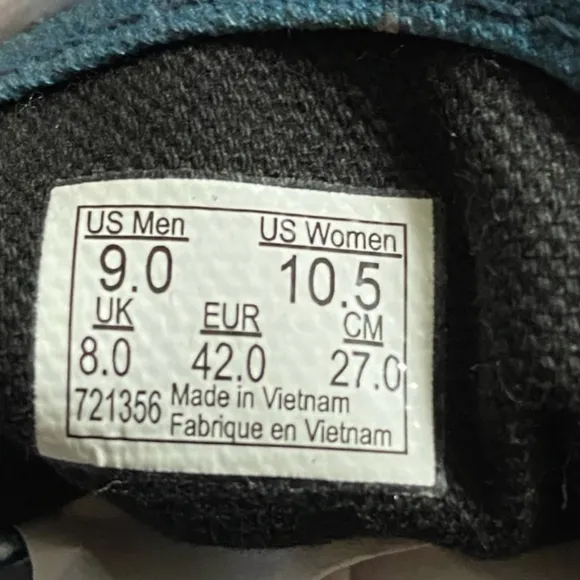 US Men US Women
9.0 10.5
UK EUR CM
8.0 42.0 27.0
721356 Made in Vietnam
Fabrique en Vietnam